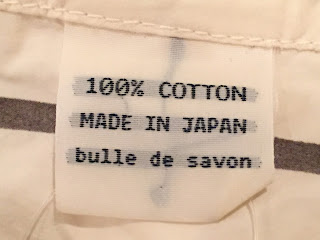 100% COTTON
MADE IN JAPAN
bulle de savon